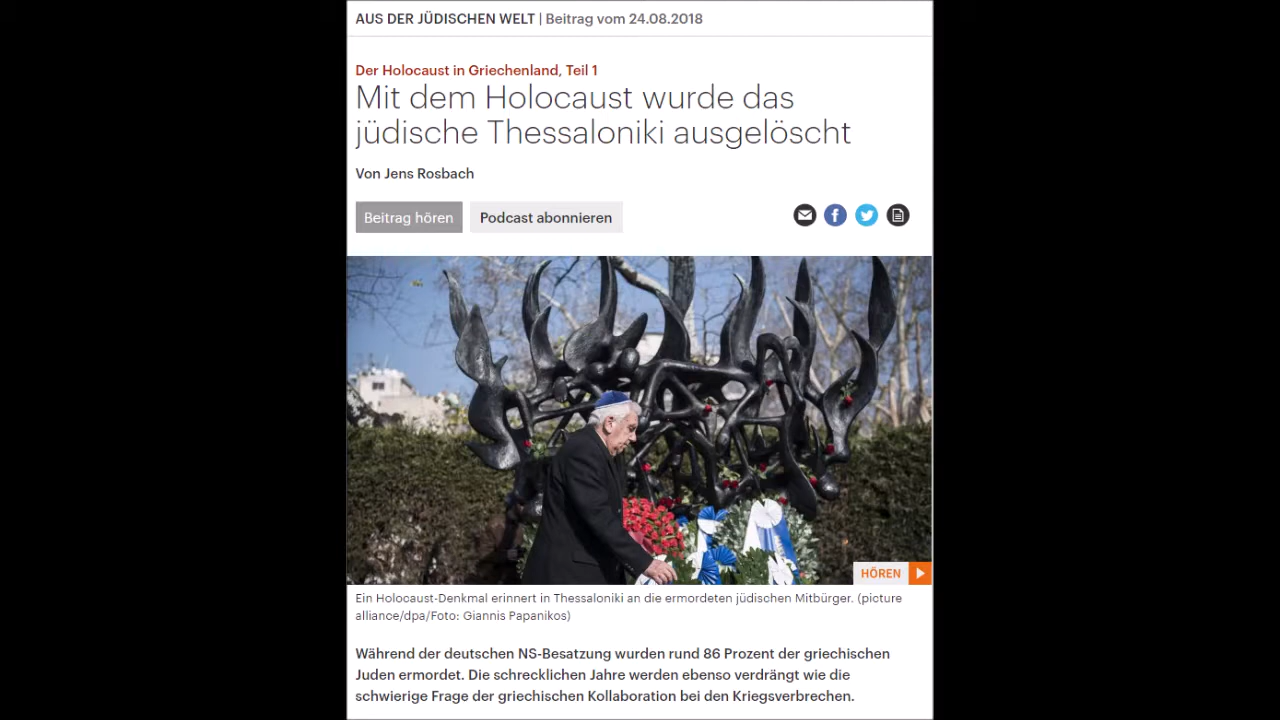 AUS DER JÜDISCHEN WELT | Beitrag vom 24.08.2018
Der Holocaust in Griechenland, Teil 1
Mit dem Holocaust wurde das
jüdische Thessaloniki ausgelöscht
Von Jens Rosbach
Beitrag hören
Podcast abonnieren
HÖREN
Ein Holocaust-Denkmal erinnert in Thessaloniki an die ermordeten jüdischen Mitbürger. (picture
alliance/dpa/Foto: Giannis Papanikos)
Während der deutschen NS-Besatzung wurden rund 86 Prozent der griechischen
Juden ermordet. Die schrecklichen Jahre werden ebenso verdrängt wie die
schwierige Frage der griechischen Kollaboration bei den Kriegsverbrechen.